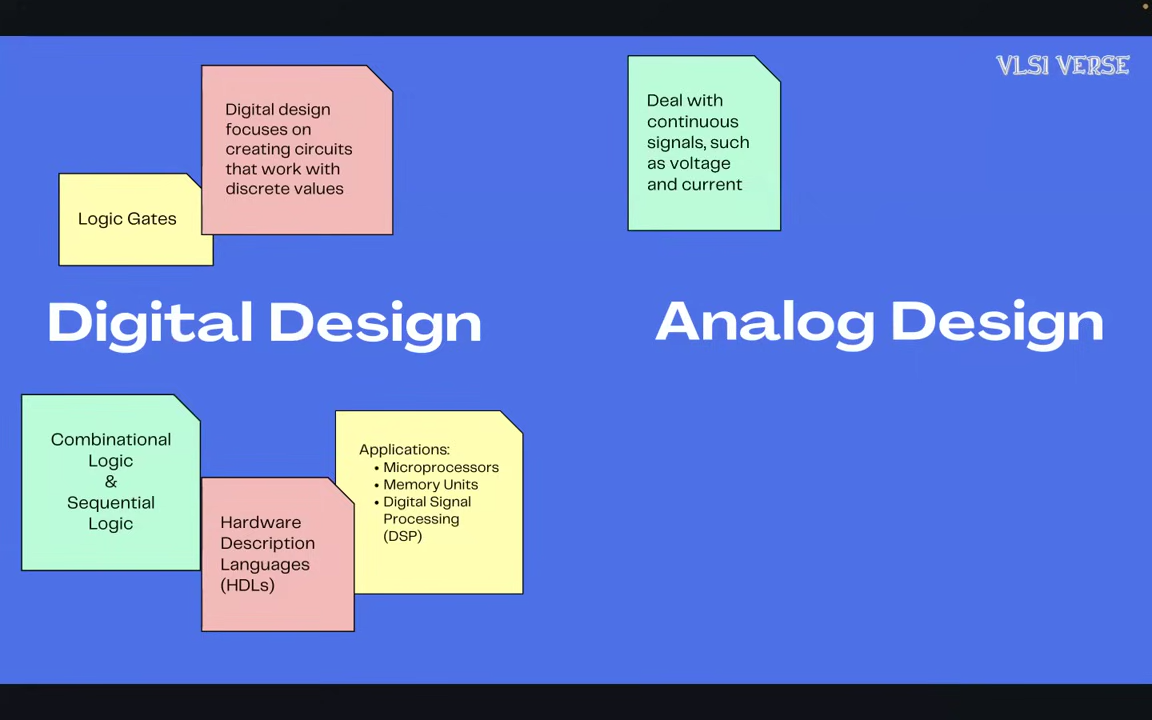 VLSI VERSE
Digital design
focuses on
creating circuits
that work with
discrete values
Logic Gates
Digital Design
Combinational
Logic
&
Sequential
Logic
Hardware
Description
Languages
(HDLs)
Applications:
• Microprocessors
• Memory Units
• Digital Signal
Processing
(DSP)
Deal with
continuous
signals, such
as voltage
and current
Analog Design